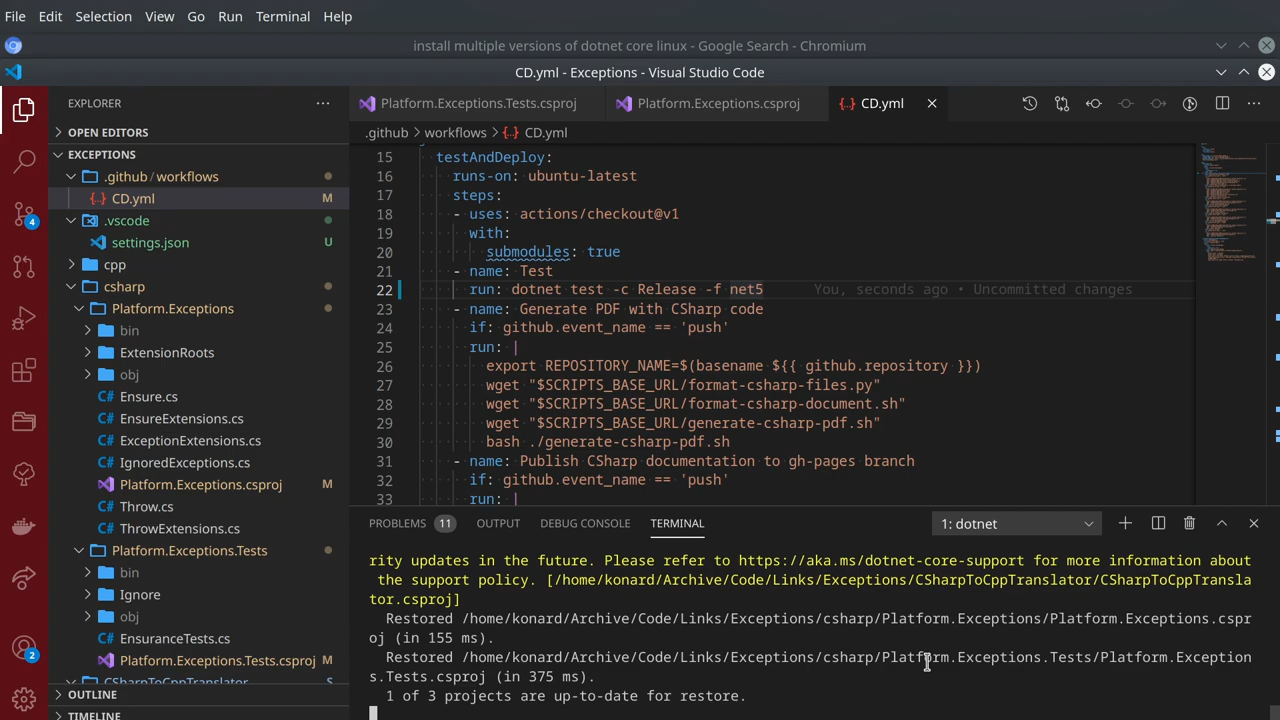 File Edit Selection View Go Run Terminal Help
install multiple versions of dotnet core linux - Google Search - Chromium
CD.yml - Exceptions - Visual Studio Code
EXPLORER
OPEN EDITORS
EXCEPTIONS
.github / workflows
CD.yml M
.vscode
settings.json U
cpp
csharp
Platform.Exceptions
bin
ExtensionRoots
obj
Ensure.cs
EnsureExtensions.cs
ExceptionExtensions.cs
IgnoredExceptions.cs
Platform.Exceptions.csproj M
Throw.cs
ThrowExtensions.cs
Platform.Exceptions.Tests
bin
Ignore
obj
EnsuranceTests.cs
Platform.Exceptions.Tests.csproj M
CSharpToCppTranslator S
OUTLINE
TIMELINE
4
2
Platform.Exceptions.Tests.csproj Platform.Exceptions.csproj CD.yml
.github > workflows > CD.yml
15 testAndDeploy:
16 runs-on: ubuntu-latest
17 steps:
18 - uses: actions/checkout@v1
19 with:
20 submodules: true
21 - name: Test
22 run: dotnet test -c Release -f net5 You, seconds ago • Uncommitted changes
23 - name: Generate PDF with CSharp code
24 if: github.event_name == 'push'
25 run: |
26 export REPOSITORY_NAME=$(basename ${{ github.repository }})
27 wget "$SCRIPTS_BASE_URL/format-csharp-files.py"
28 wget "$SCRIPTS_BASE_URL/format-csharp-document.sh"
29 wget "$SCRIPTS_BASE_URL/generate-csharp-pdf.sh"
30 bash ./generate-csharp-pdf.sh
31 - name: Publish CSharp documentation to gh-pages branch
32 if: github.event_name == 'push'
33 run: |
PROBLEMS 11 OUTPUT DEBUG CONSOLE TERMINAL 1: dotnet
rity updates in the future. Please refer to https://aka.ms/dotnet-core-support for more information about
the support policy. [/home/konard/Archive/Code/Links/Exceptions/CSharpToCppTranslator/CSharpToCppTransla
tor.csproj]
Restored /home/konard/Archive/Code/Links/Exceptions/csharp/Platform.Exceptions/Platform.Exceptions.cspr
oj (in 155 ms).
Restored /home/konard/Archive/Code/Links/Exceptions/csharp/Platform.Exceptions.Tests/Platform.Exception
s.Tests.csproj (in 375 ms).
1 of 3 projects are up-to-date for restore.